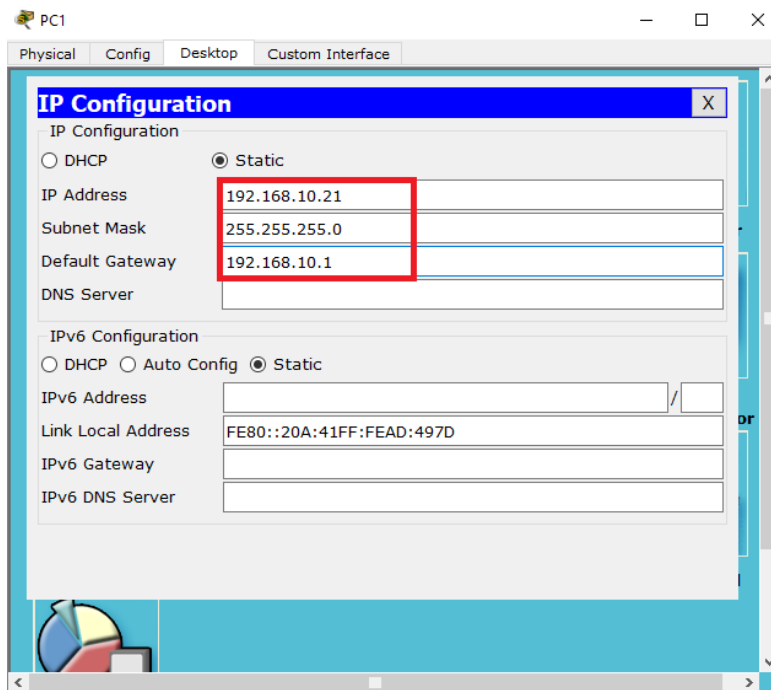 PC1
Physical Config Desktop Custom Interface
IP Configuration X
IP Configuration
DHCP Static
IP Address 192.168.10.21
Subnet Mask 255.255.255.0
Default Gateway 192.168.10.1
DNS Server
IPv6 Configuration
DHCP Auto Config Static
IPv6 Address /
Link Local Address FE80::20A:41FF:FEAD:497D
or
IPv6 Gateway
IPv6 DNS Server